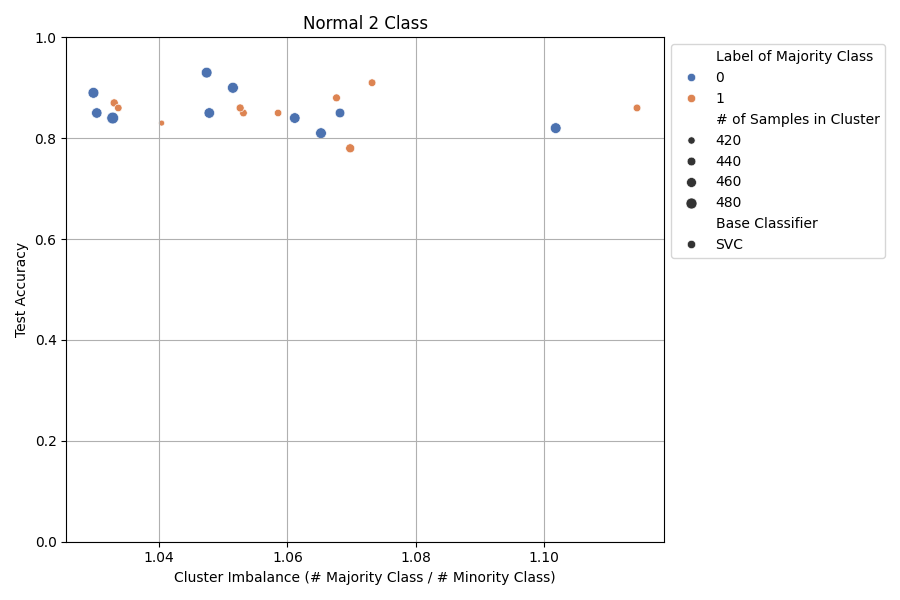 Normal 2 Class
Test Accuracy
1.0
0.8
0.6
0.4
0.2
0.0
1.04 1.06 1.08 1.10
Cluster Imbalance (# Majority Class / # Minority Class)
Label of Majority Class
0
1
# of Samples in Cluster
420
440
460
480
Base Classifier
SVC